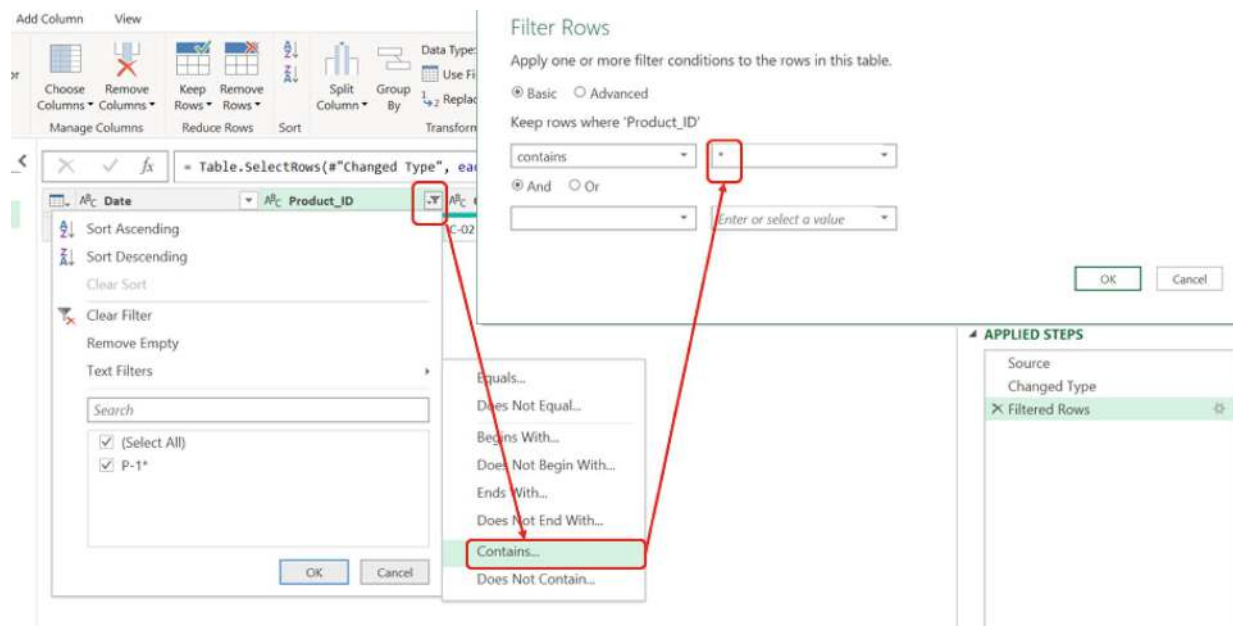 Add Column View
Choose Columns
Remove Columns
Manage Columns
Keep Rows
Remove Rows
Reduce Rows
Sort
Split Column
Group By
Data Type:
Use Fi
Replac
Transform
fx
= Table.SelectRows(#"Changed Type", eac
ABC Date
ABC Product_ID
ABC
C-02
Sort Ascending
Sort Descending
Clear Sort
Clear Filter
Remove Empty
Text Filters
Search
(Select All)
P-1*
OK Cancel
Equals...
Does Not Equal...
Begins With...
Does Not Begin With...
Ends With...
Does Not End With...
Contains...
Does Not Contain...
Filter Rows
Apply one or more filter conditions to the rows in this table.
Basic Advanced
Keep rows where 'Product_ID'
contains *
And Or
Enter or select a value
OK Cancel
APPLIED STEPS
Source
Changed Type
Filtered Rows